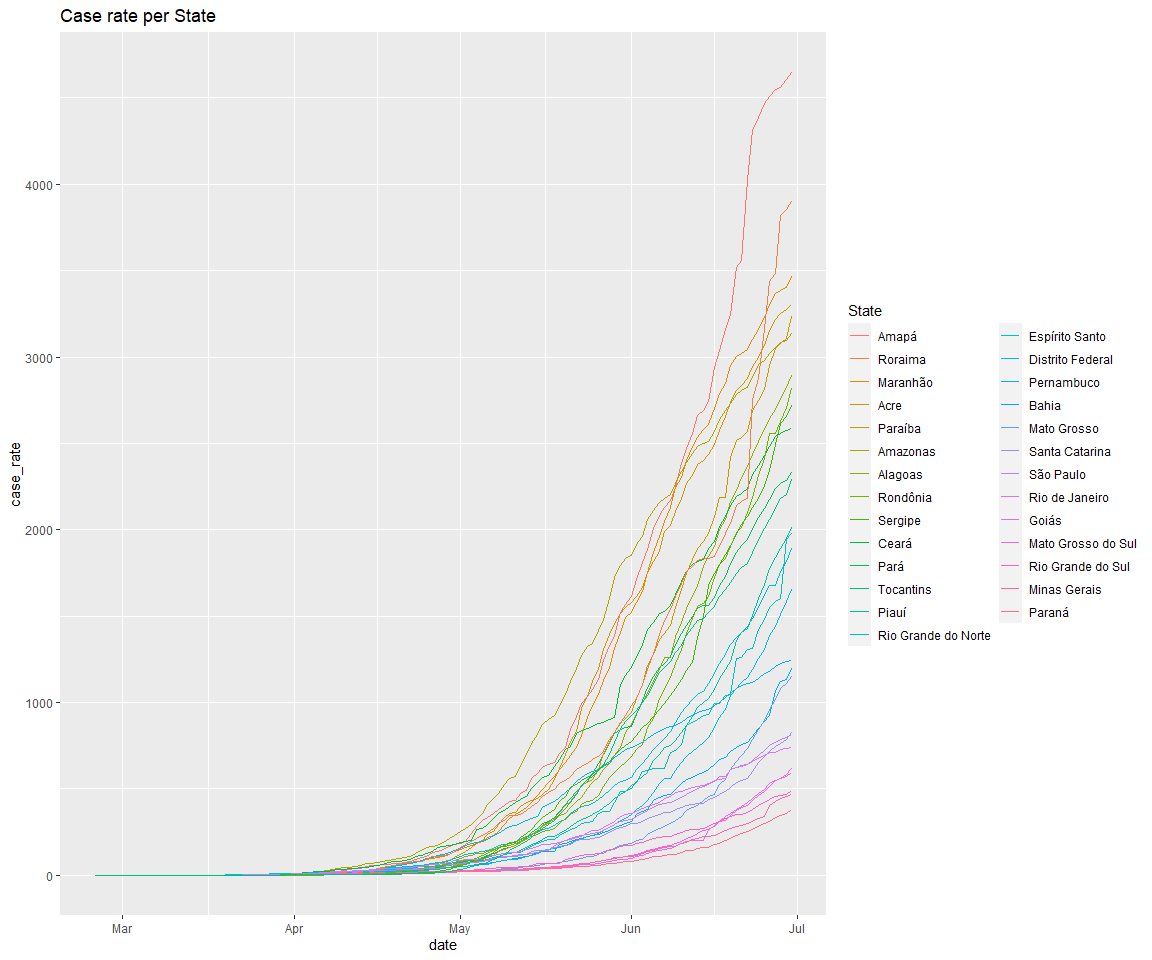 Case rate per State
case_rate
4000
3000
2000
1000
0
Mar
Apr
May
Jun
Jul
date
State
Amapá
Roraima
Maranhão
Acre
Paraíba
Amazonas
Alagoas
Rondônia
Sergipe
Ceará
Pará
Tocantins
Piauí
Rio Grande do Norte
Espírito Santo
Distrito Federal
Pernambuco
Bahia
Mato Grosso
Santa Catarina
São Paulo
Rio de Janeiro
Goiás
Mato Grosso do Sul
Rio Grande do Sul
Minas Gerais
Paraná